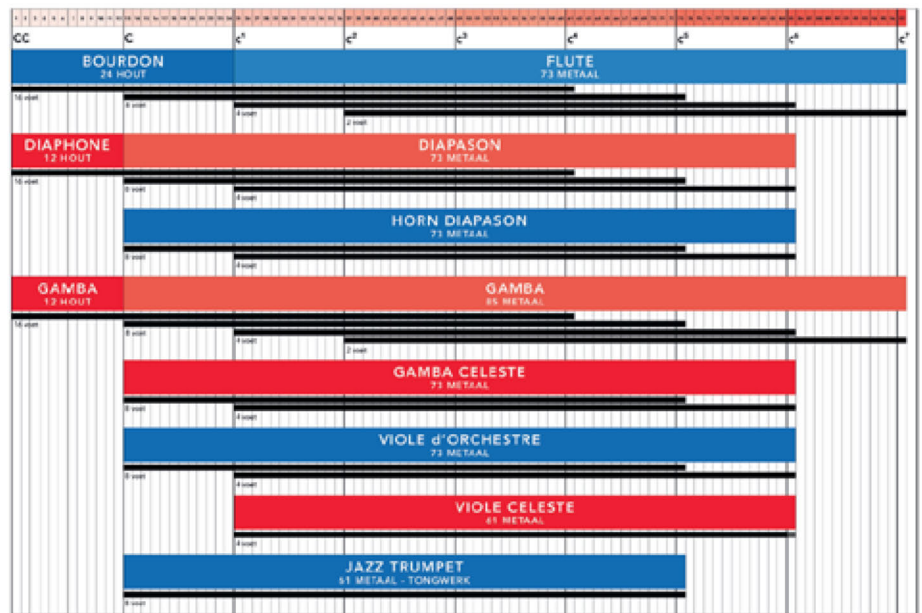 CC C c¹ c² c³ c⁴ c⁵ c⁶ c⁷
BOURDON FLUTE
24 HOUT 73 METAAL
16 voet
8 voet
4 voet
2 voet
DIAPHONE DIAPASON
12 HOUT 73 METAAL
16 voet
8 voet
4 voet
HORN DIAPASON
73 METAAL
8 voet
4 voet
GAMBA GAMBA
12 HOUT 85 METAAL
16 voet
8 voet
4 voet
2 voet
GAMBA CELESTE
73 METAAL
8 voet
4 voet
VIOLE d'ORCHESTRE
73 METAAL
8 voet
4 voet
VIOLE CELESTE
61 METAAL
4 voet
JAZZ TRUMPET
61 METAAL - TONGWERK
8 voet